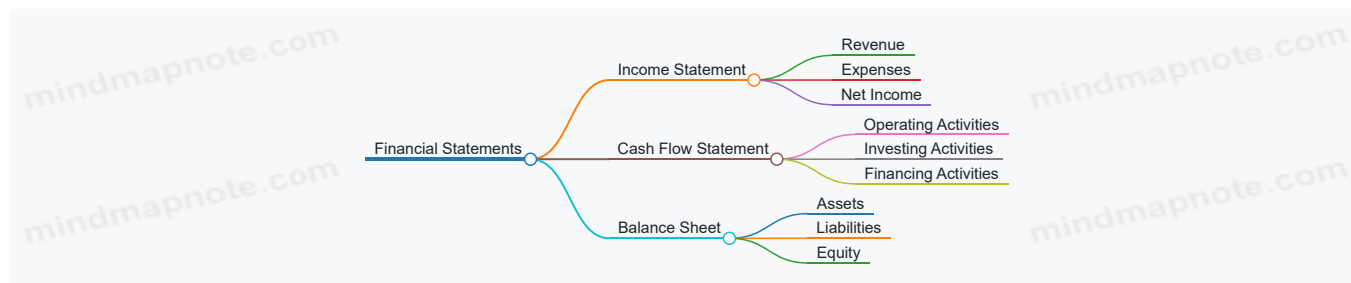 mindmapnote.com
mindmapnote.com
Revenue
Income Statement
Expenses
Net Income
Operating Activities
Financial Statements
Cash Flow Statement
Investing Activities
Financing Activities
mindmapnote.com
mindmapnote.com
Assets
Balance Sheet
Liabilities
Equity